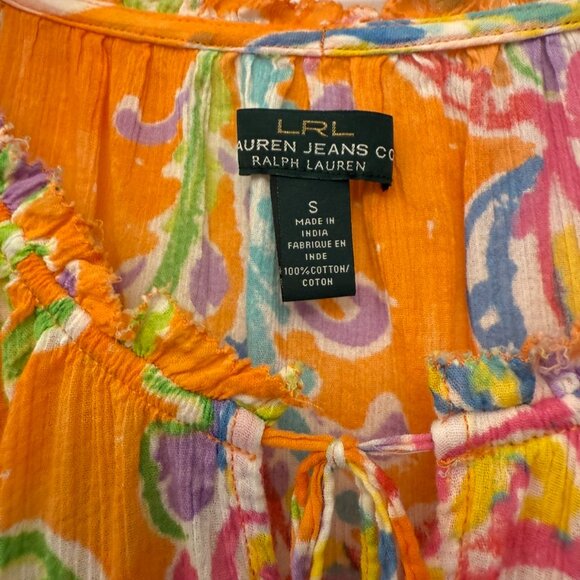 LRL
AUREN JEANS CO
RALPH LAUREN
S
MADE IN
INDIA
FABRIQUE EN
INDE
100%COTTON/
COTON